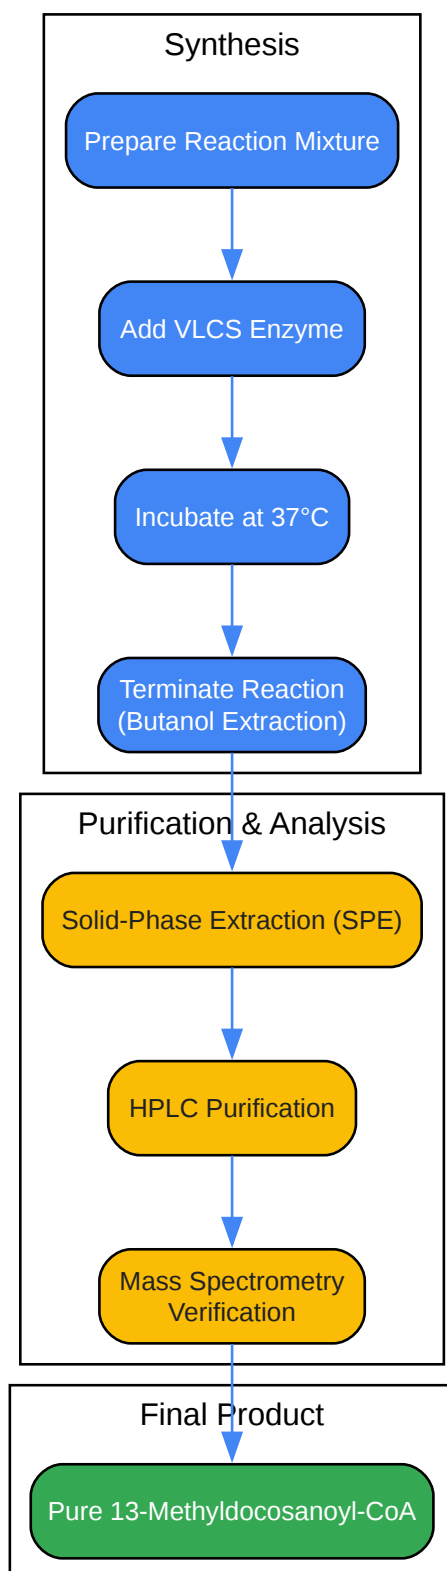 Synthesis
Prepare Reaction Mixture
Add VLCS Enzyme
Incubate at 37°C
Terminate Reaction
(Butanol Extraction)
Purification & Analysis
Solid-Phase Extraction (SPE)
HPLC Purification
Mass Spectrometry
Verification
Final Product
Pure 13-Methyldocosanoyl-CoA